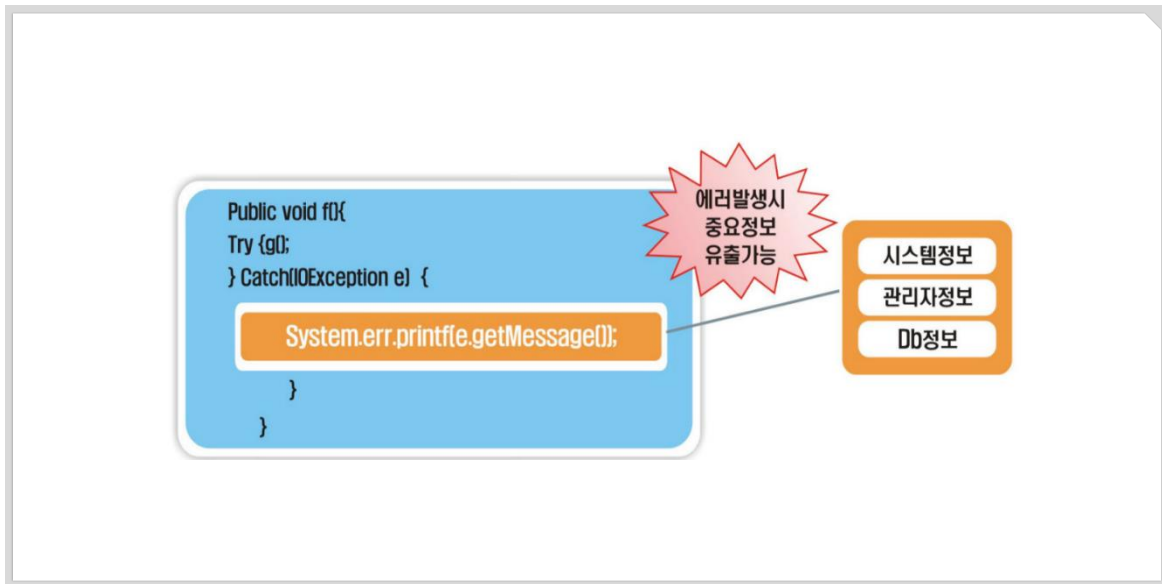 Public void f(){
Try {g();
} Catch(IOException e) {
System.err.printf(e.getMessage());
}
}
에러발생시
중요정보
유출가능
시스템정보
관리자정보
Db정보